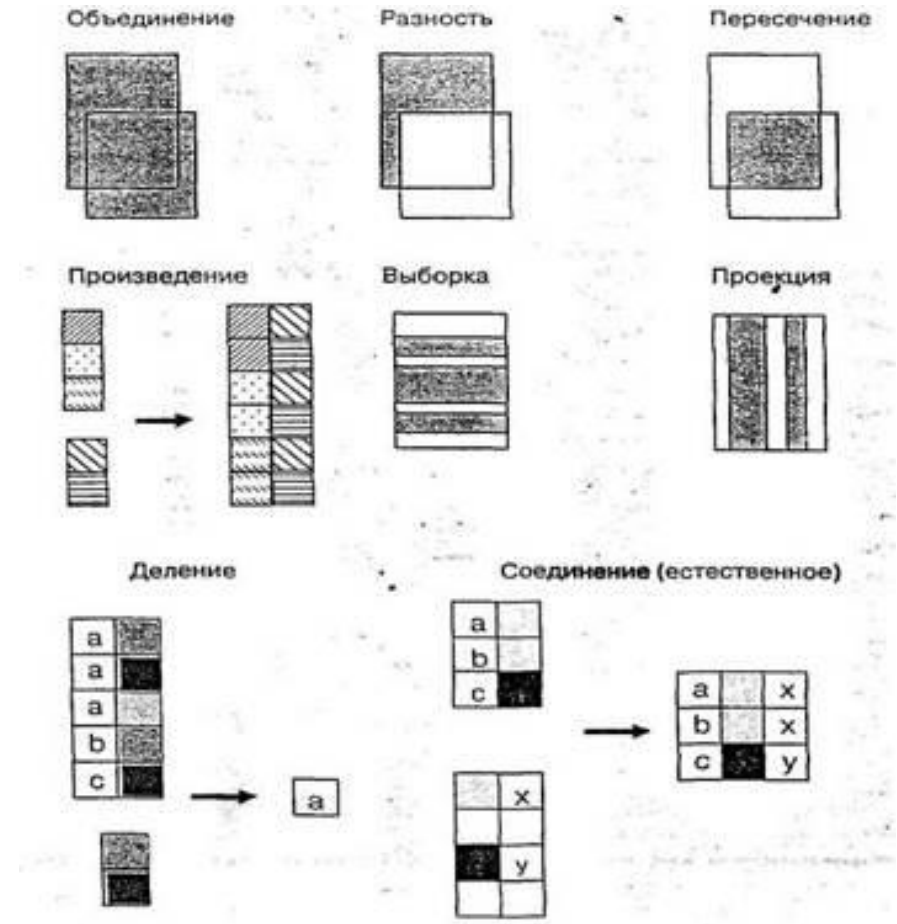 Объединение
Разность
Пересечение
Произведение
Выборка
Проекция
Деление
Соединение (естественное)
a
a
a
b
c
a
a
b
c
x
y
a x
b x
c y